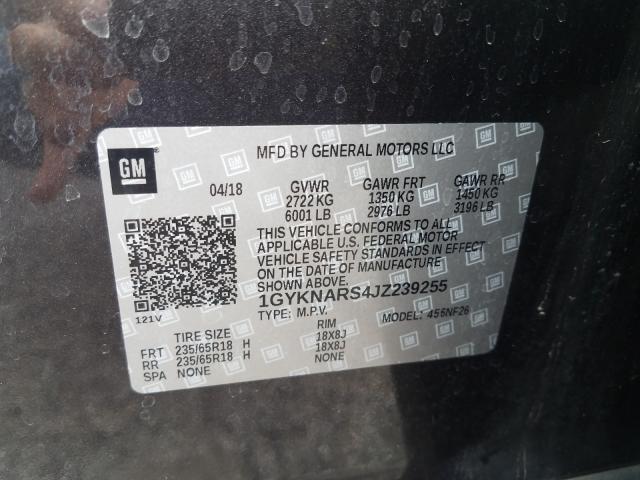 GM
MFD BY GENERAL MOTORS LLC
04/18 GVWR GAWR FRT GAWR RR
2722 KG 1350 KG 1450 KG
6001 LB 2976 LB 3196 LB
THIS VEHICLE CONFORMS TO ALL
APPLICABLE U.S. FEDERAL MOTOR
VEHICLE SAFETY STANDARDS IN EFFECT
ON THE DATE OF MANUFACTURE
SHOWN ABOVE.
1GYKNARS4JZ239255
TYPE: M.P.V. MODEL: 456NF26
121V
TIRE SIZE RIM
FRT 235/65R18 H 18X8J
RR 235/65R18 H 18X8J
SPA NONE NONE